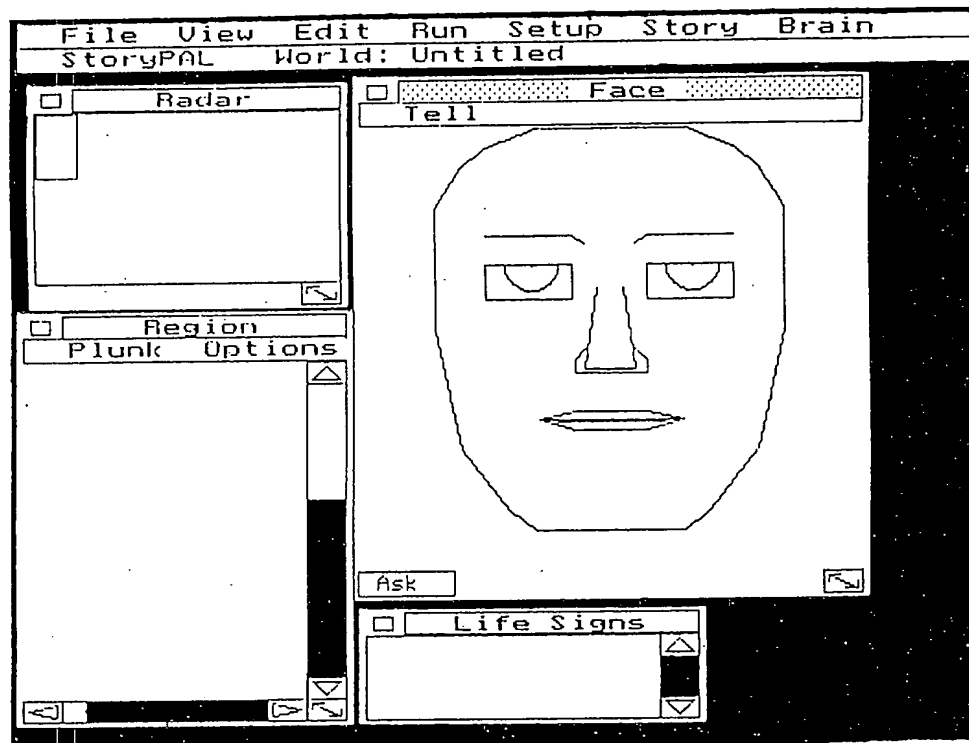 File View Edit Run Setup Story Brain
StoryPAL World: Untitled
Radar
Face
Tell
Region
Plunk Options
Ask
Life Signs